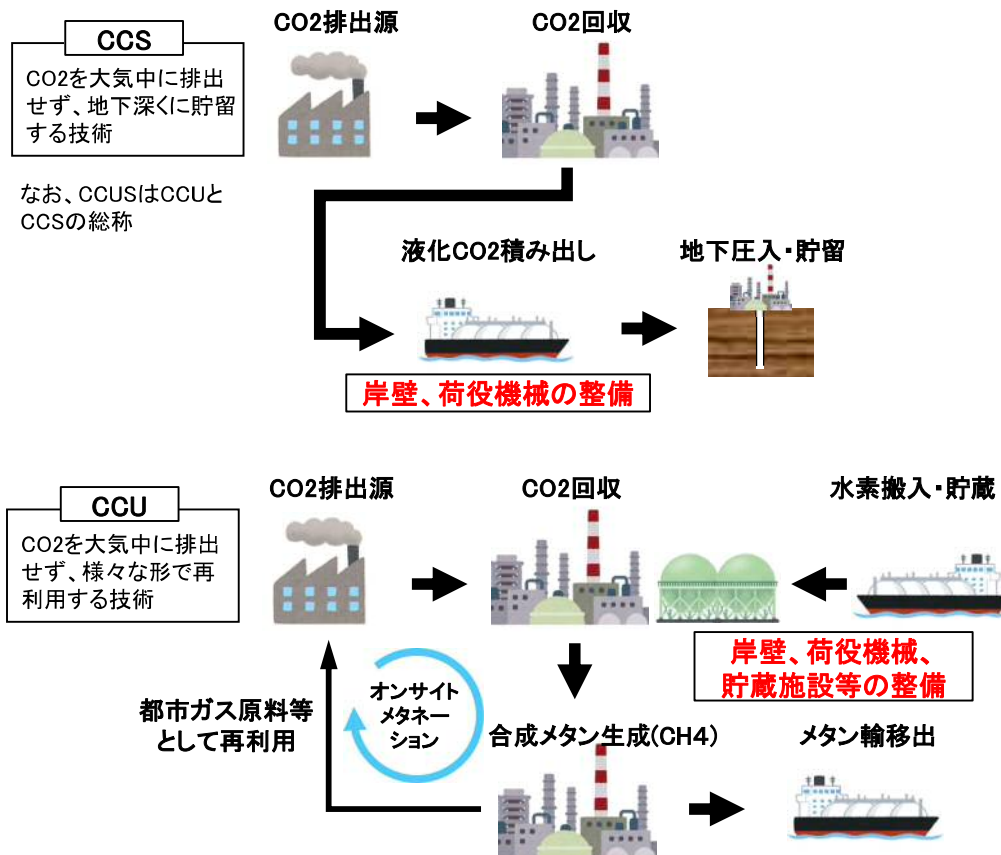 CCS
CO2を大気中に排出
せず、地下深くに貯留
する技術
なお、CCUSはCCUと
CCSの総称
CO2排出源
CO2回収
液化CO2積み出し
地下圧入・貯留
岸壁、荷役機械の整備
CCU
CO2を大気中に排出
せず、様々な形で再
利用する技術
CO2排出源
CO2回収
水素搬入・貯蔵
岸壁、荷役機械、
貯蔵施設等の整備
都市ガス原料等
として再利用
オンサイト
メタネー
ション
合成メタン生成(CH4)
メタン輸移出